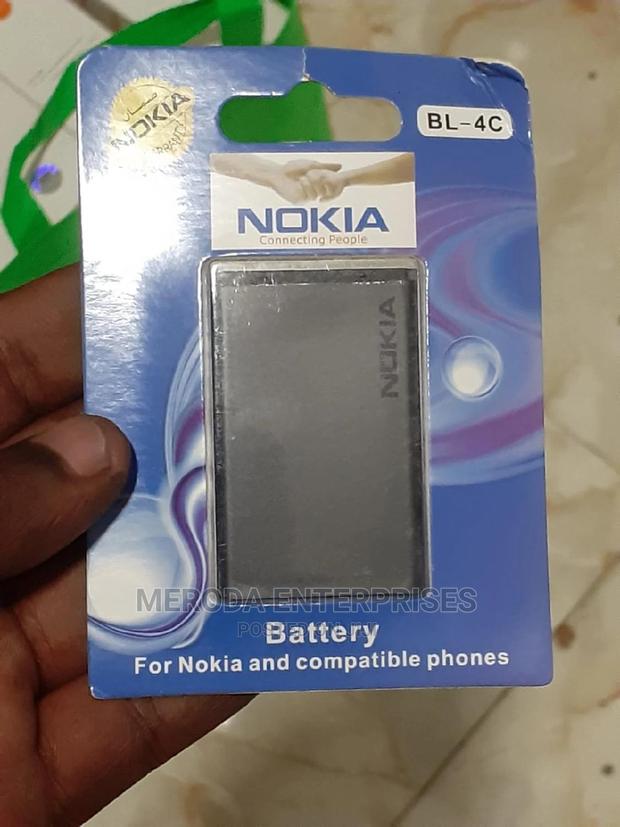 NOKIA
BL-4C
NOKIA
Connecting People
NOKIA
MERODA ENTERPRISES
Battery
For Nokia and compatible phones